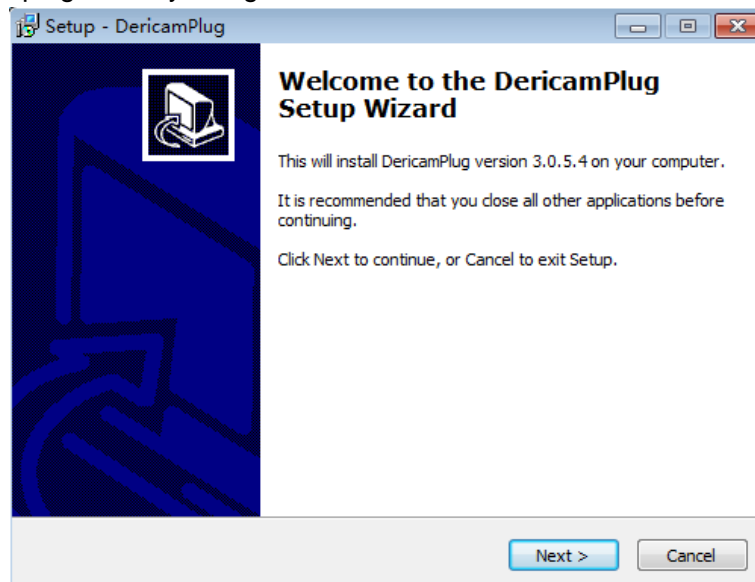 Setup - DericamPlug
Welcome to the DericamPlug
Setup Wizard
This will install DericamPlug version 3.0.5.4 on your computer.
It is recommended that you close all other applications before
continuing.
Click Next to continue, or Cancel to exit Setup.
Next >
Cancel